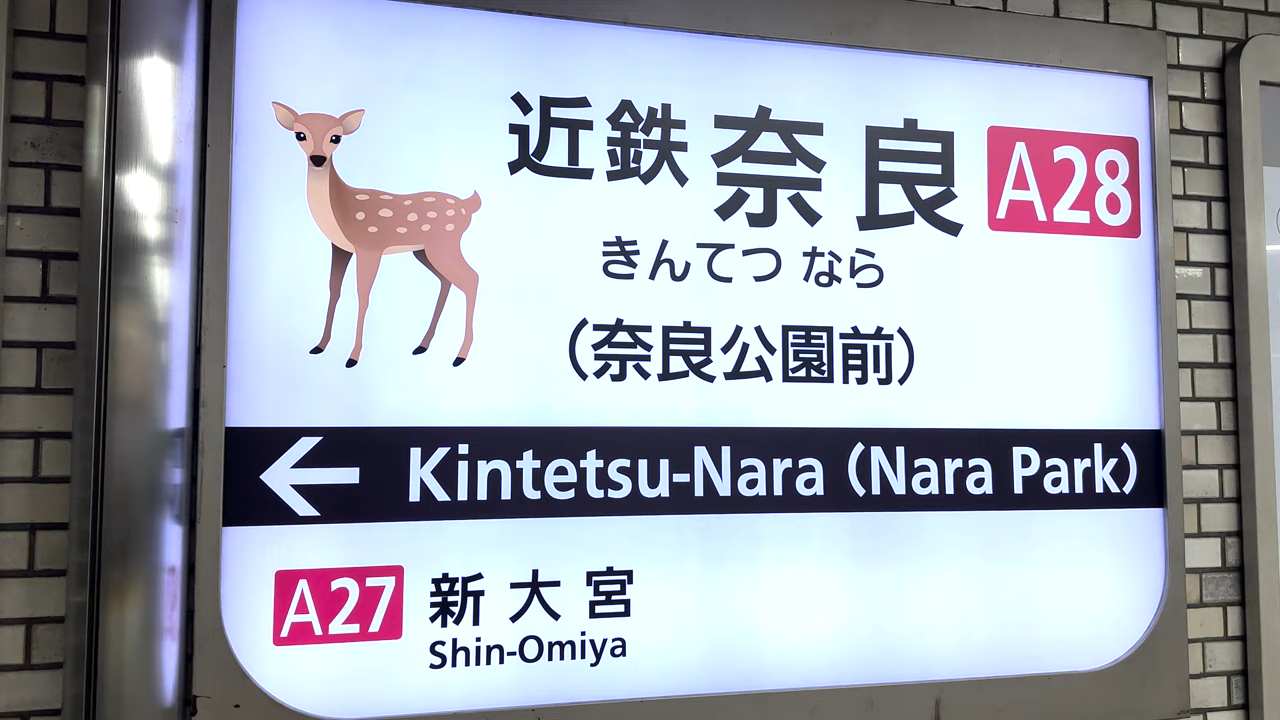 近鉄奈良 A28
きんてつ なら
(奈良公園前)
← Kintetsu-Nara (Nara Park)
A27 新大宮
Shin-Omiya